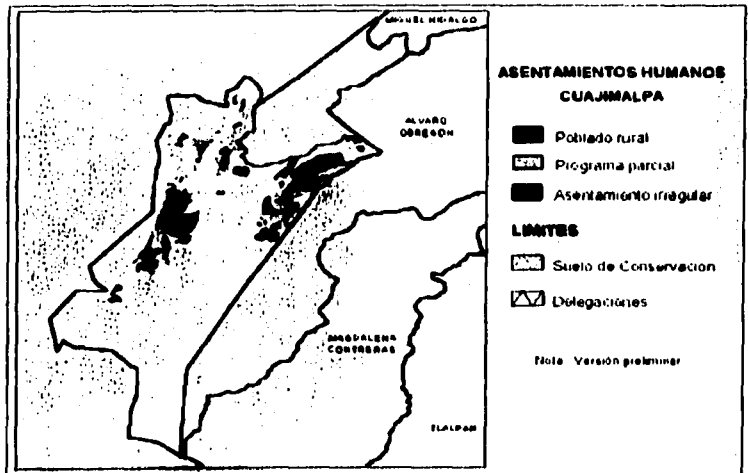 MIGUEL HIDALGO
ALVARO
OBREGON
MAGDALENA
CONTRERAS
TLALPAN
ASENTAMIENTOS HUMANOS
CUAJIMALPA
Poblado rural
Programa parcial
Asentamiento irregular
LIMITES
Suelo de Conservación
Delegaciones
Nota Versión preliminar